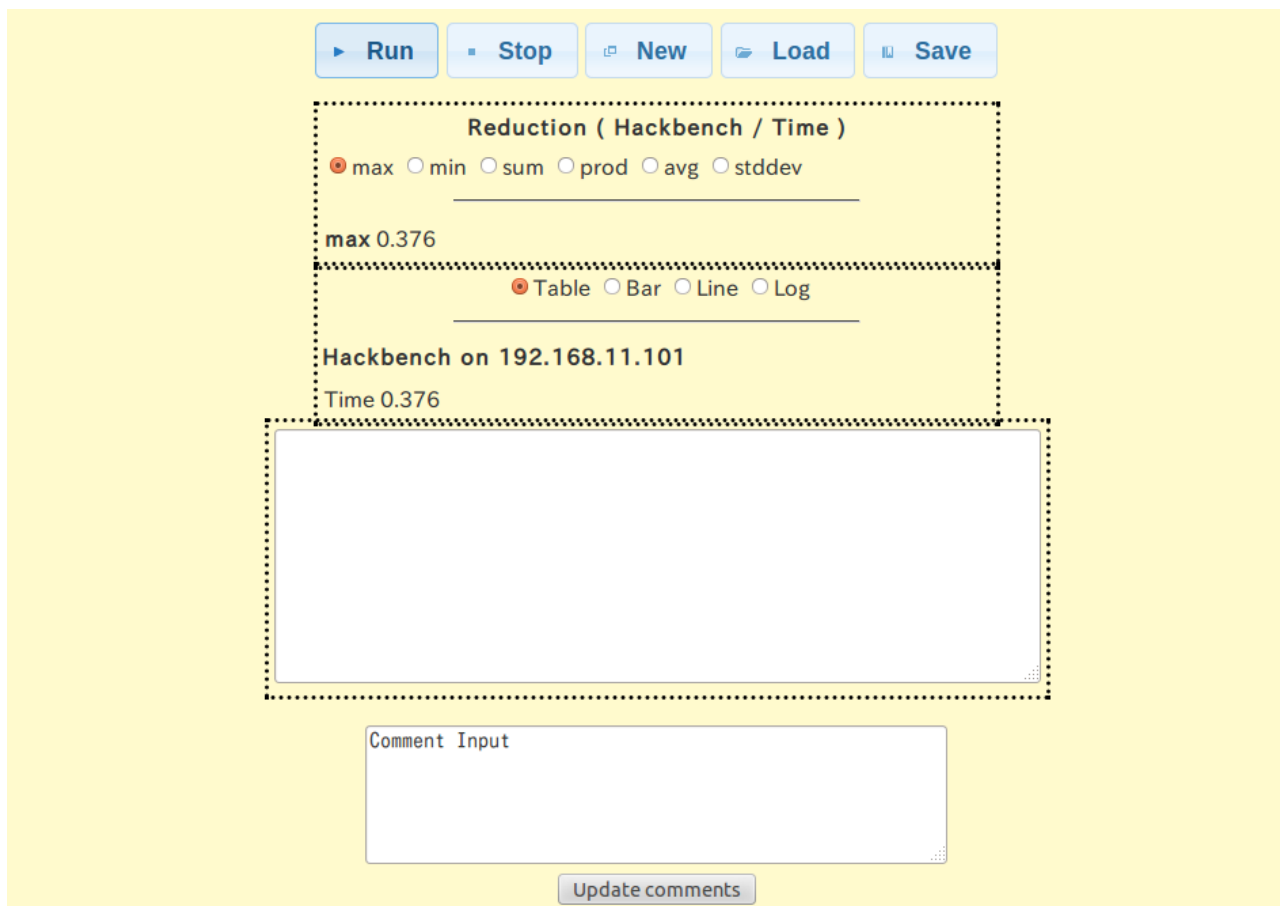 Run Stop New Load Save
Reduction ( Hackbench / Time )
max min sum prod avg stddev
max 0.376
Table Bar Line Log
Hackbench on 192.168.11.101
Time 0.376
Comment Input
Update comments